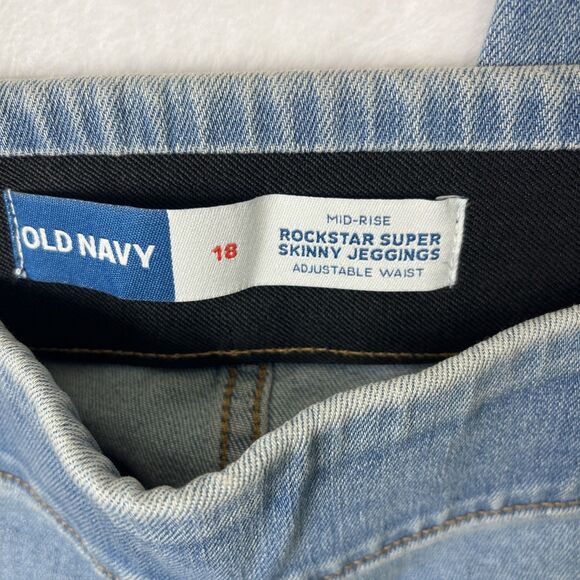 OLD NAVY
18
MID-RISE
ROCKSTAR SUPER
SKINNY JEGGINGS
ADJUSTABLE WAIST